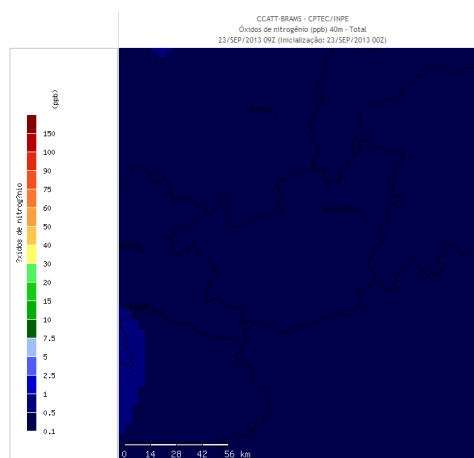 CCATT-BRAMS - CPTEC/INPE
Óxidos de nitrogênio (ppb) 40m - Total
23/SEP/2013 09Z (Inicialização: 23/SEP/2013 00Z)
(ppb)
?xidos de nitrog?nio
150
100
90
75
60
50
40
30
20
15
10
7.5
5
2.5
1
0.5
0.1
0 14 28 42 56 km